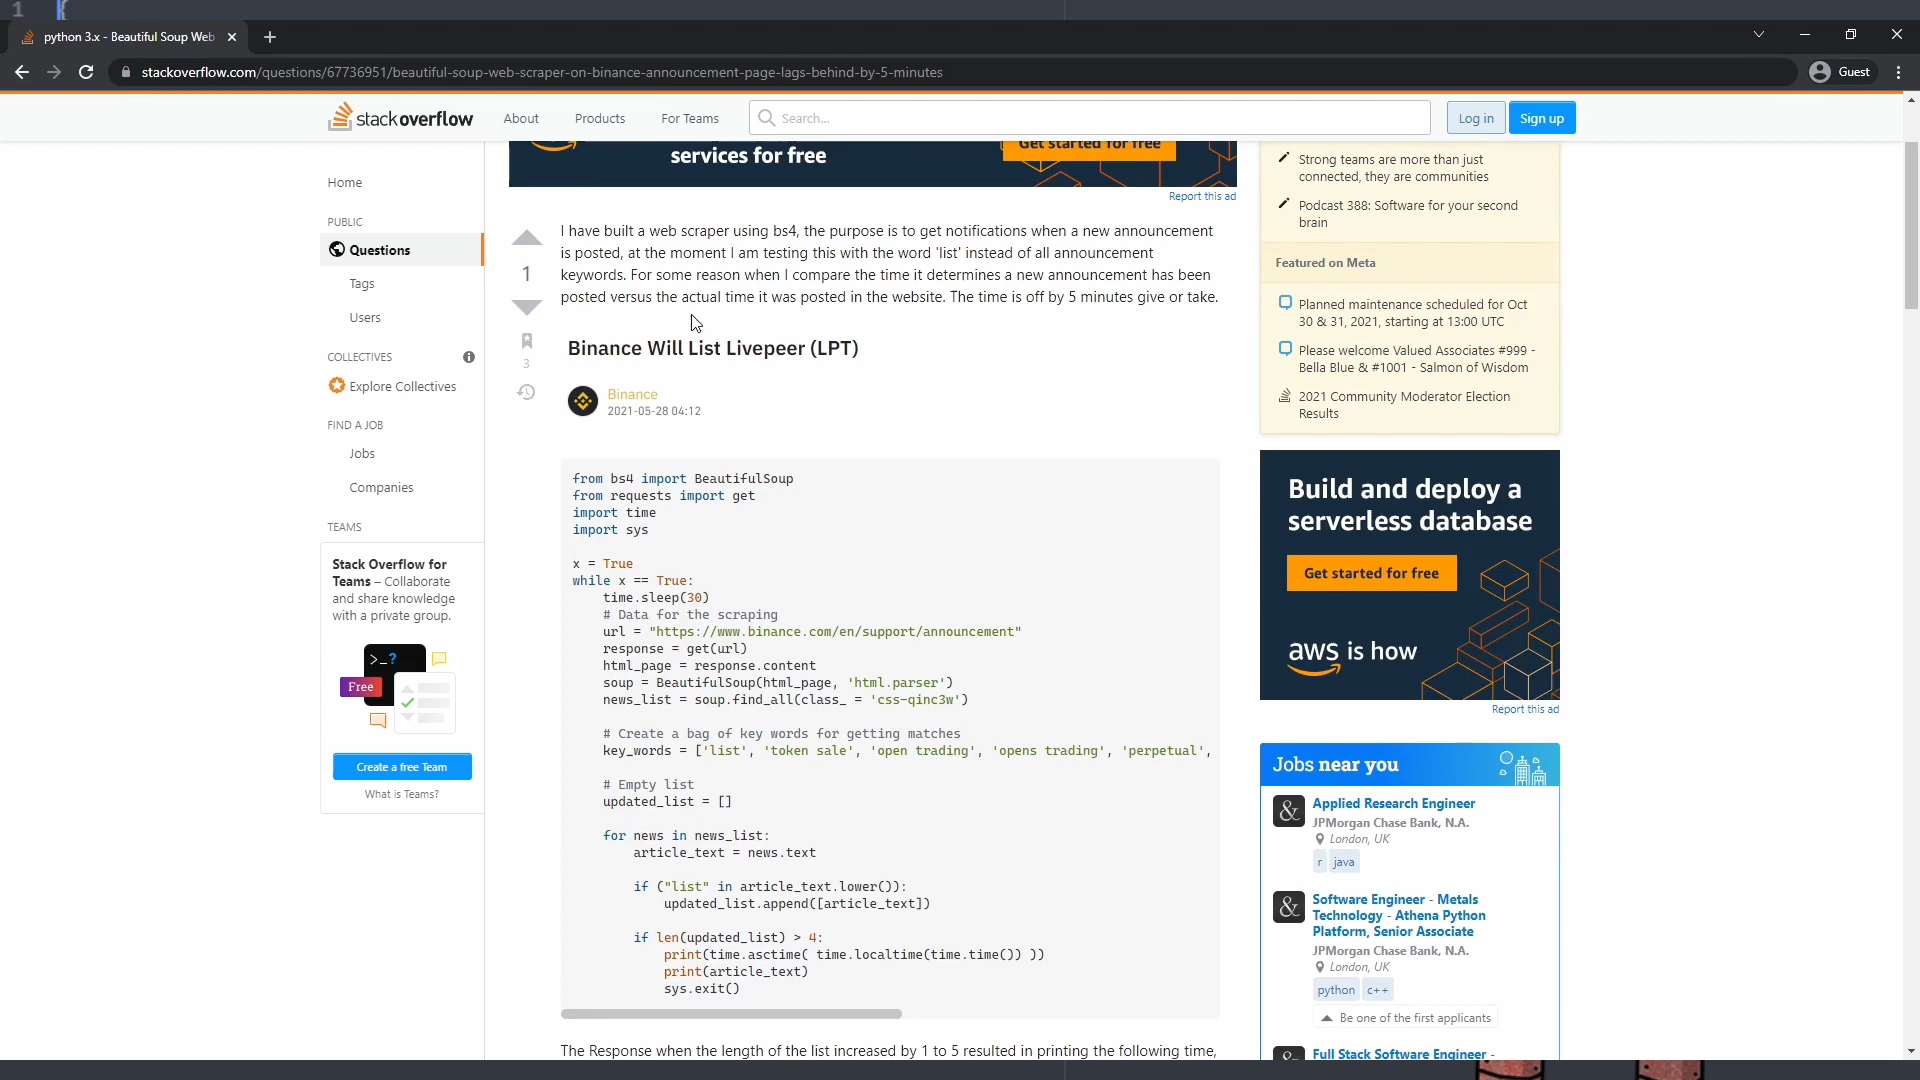 1
{
python 3.x - Beautiful Soup Web
Guest
stackoverflow.com/questions/67736951/beautiful-soup-web-scraper-on-binance-announcement-page-lags-behind-by-5-minutes
stackoverflow
About
Products
For Teams
Search...
Log in
Sign up
Home
PUBLIC
Questions
Tags
Users
COLLECTIVES
Explore Collectives
FIND A JOB
Jobs
Companies
TEAMS
Stack Overflow for
Teams – Collaborate
and share knowledge
with a private group.
>_?
Free
Create a free Team
What is Teams?
services for free
Get started for free
Report this ad
1
3
I have built a web scraper using bs4, the purpose is to get notifications when a new announcement
is posted, at the moment I am testing this with the word 'list' instead of all announcement
keywords. For some reason when I compare the time it determines a new announcement has been
posted versus the actual time it was posted in the website. The time is off by 5 minutes give or take.
Binance Will List Livepeer (LPT)
Binance
2021-05-28 04:12
from bs4 import BeautifulSoup
from requests import get
import time
import sys
x = True
while x == True:
    time.sleep(30)
    # Data for the scraping
    url = "https://www.binance.com/en/support/announcement"
    response = get(url)
    html_page = response.content
    soup = BeautifulSoup(html_page, 'html.parser')
    news_list = soup.find_all(class_ = 'css-qinc3w')
    # Create a bag of key words for getting matches
    key_words = ['list', 'token sale', 'open trading', 'opens trading', 'perpetual',
    # Empty list
    updated_list = []
    for news in news_list:
        article_text = news.text
        if ("list" in article_text.lower()):
            updated_list.append([article_text])
        if len(updated_list) > 4:
            print(time.asctime( time.localtime(time.time()) ))
            print(article_text)
            sys.exit()
The Response when the length of the list increased by 1 to 5 resulted in printing the following time,
Strong teams are more than just
connected, they are communities
Podcast 388: Software for your second
brain
Featured on Meta
Planned maintenance scheduled for Oct
30 & 31, 2021, starting at 13:00 UTC
Please welcome Valued Associates #999 -
Bella Blue & #1001 - Salmon of Wisdom
2021 Community Moderator Election
Results
Build and deploy a
serverless database
Get started for free
aws is how
Report this ad
Jobs near you
&
Applied Research Engineer
JPMorgan Chase Bank, N.A.
London, UK
r java
&
Software Engineer - Metals
Technology - Athena Python
Platform, Senior Associate
JPMorgan Chase Bank, N.A.
London, UK
python c++
Be one of the first applicants
&
Full Stack Software Engineer -